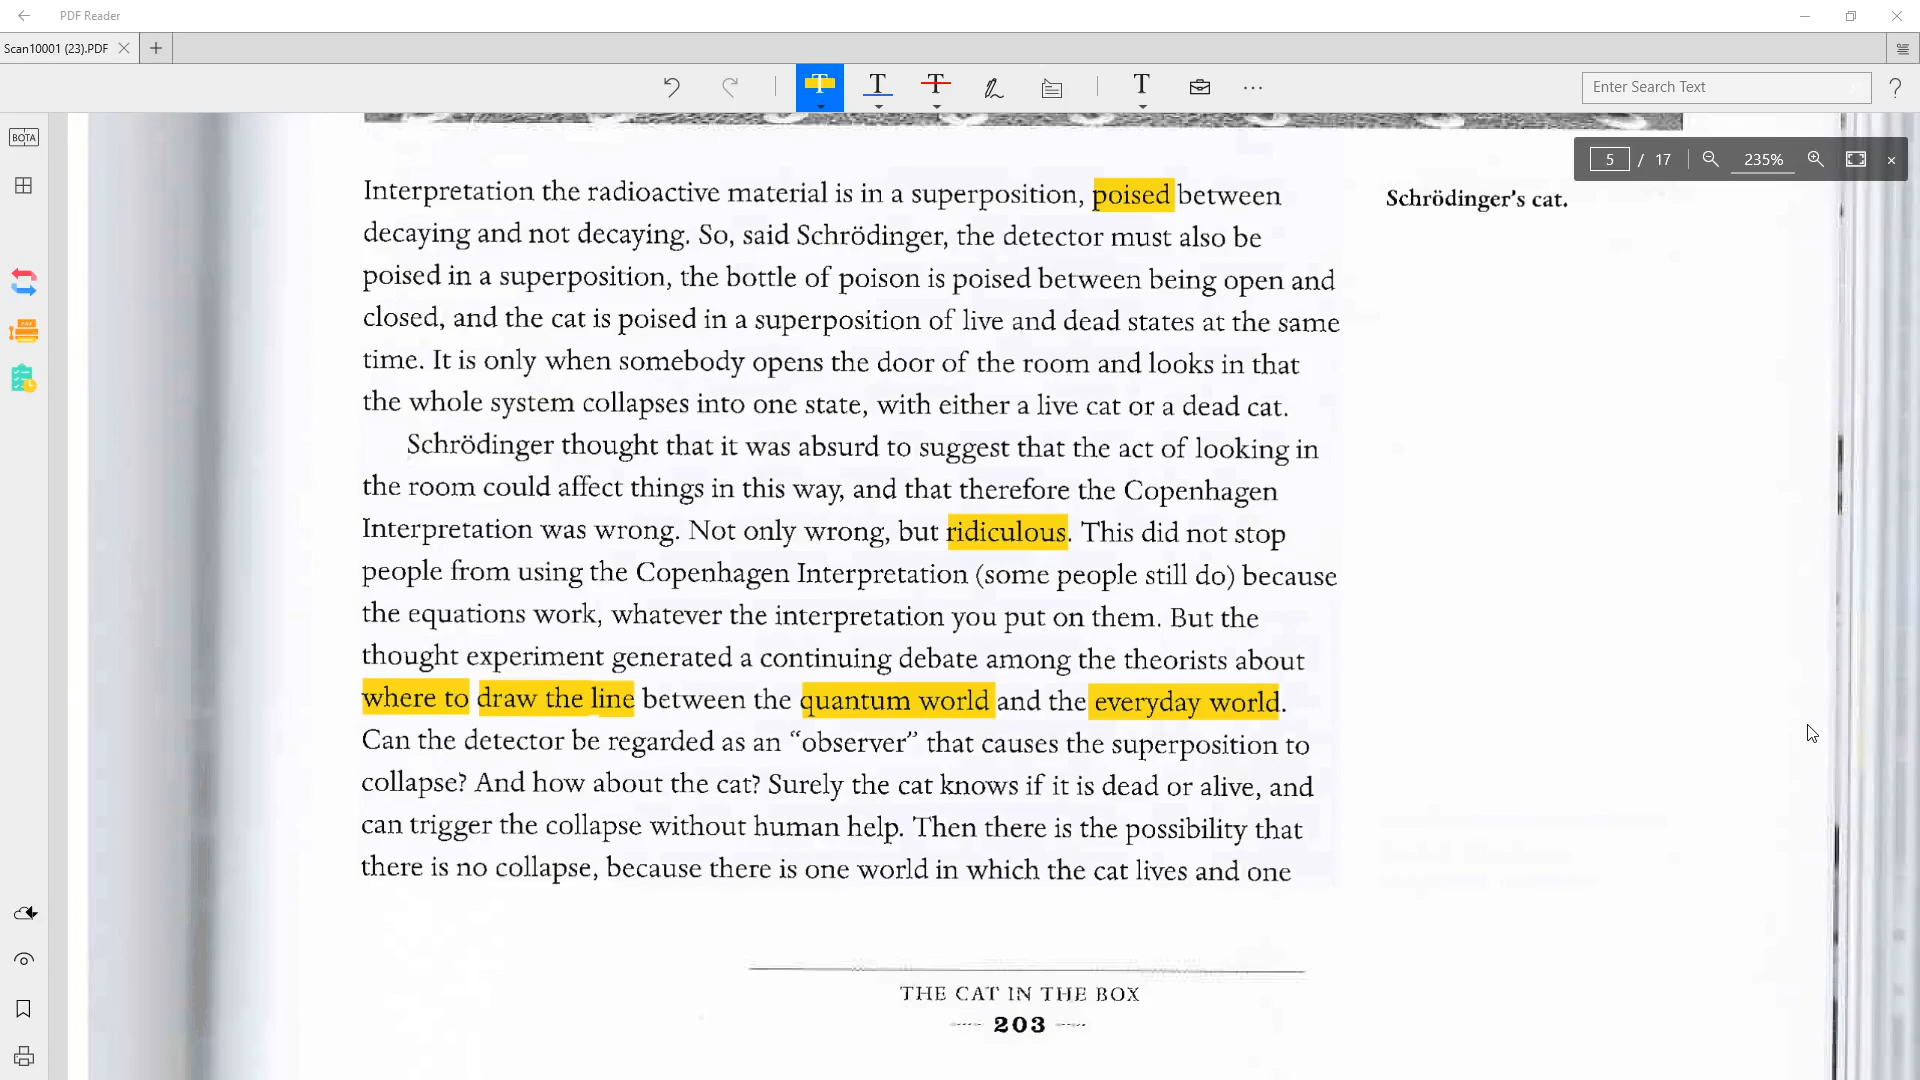 PDF Reader
Scan10001 (23).PDF
Enter Search Text
?
BOTA
5 / 17
235%
Interpretation the radioactive material is in a superposition, poised between
decaying and not decaying. So, said Schrödinger, the detector must also be
poised in a superposition, the bottle of poison is poised between being open and
closed, and the cat is poised in a superposition of live and dead states at the same
time. It is only when somebody opens the door of the room and looks in that
the whole system collapses into one state, with either a live cat or a dead cat.
Schrödinger thought that it was absurd to suggest that the act of looking in
the room could affect things in this way, and that therefore the Copenhagen
Interpretation was wrong. Not only wrong, but ridiculous. This did not stop
people from using the Copenhagen Interpretation (some people still do) because
the equations work, whatever the interpretation you put on them. But the
thought experiment generated a continuing debate among the theorists about
where to draw the line between the quantum world and the everyday world.
Can the detector be regarded as an “observer” that causes the superposition to
collapse? And how about the cat? Surely the cat knows if it is dead or alive, and
can trigger the collapse without human help. Then there is the possibility that
there is no collapse, because there is one world in which the cat lives and one
Schrödinger's cat.
THE CAT IN THE BOX
203